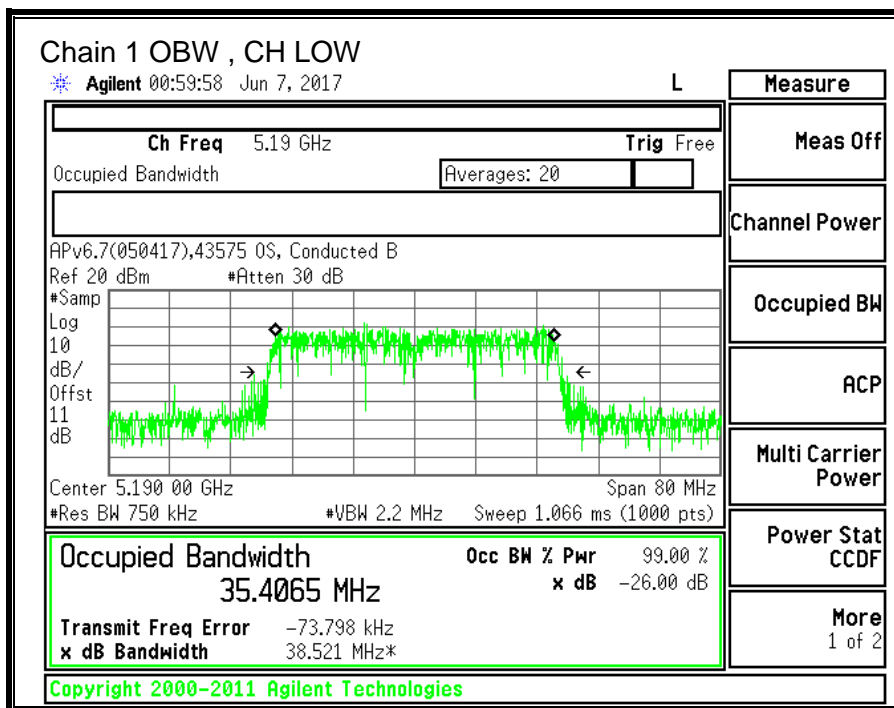 Chain 1 OBW , CH LOW
Agilent 00:59:58 Jun 7, 2017 L
Measure
Ch Freq 5.19 GHz Trig Free
Meas Off
Occupied Bandwidth Averages: 20
Channel Power
APv6.7(050417),43575 OS, Conducted B
Ref 20 dBm #Atten 30 dB
#Samp
Log
10
dB/
Offst
11
dB
Occupied BW
ACP
Multi Carrier
Power
Center 5.190 00 GHz Span 80 MHz
#Res BW 750 kHz #VBW 2.2 MHz Sweep 1.066 ms (1000 pts)
Power Stat
CCDF
Occupied Bandwidth Occ BW % Pwr 99.00 %
35.4065 MHz x dB -26.00 dB
Transmit Freq Error -73.798 kHz
x dB Bandwidth 38.521 MHz*
More
1 of 2
Copyright 2000-2011 Agilent Technologies